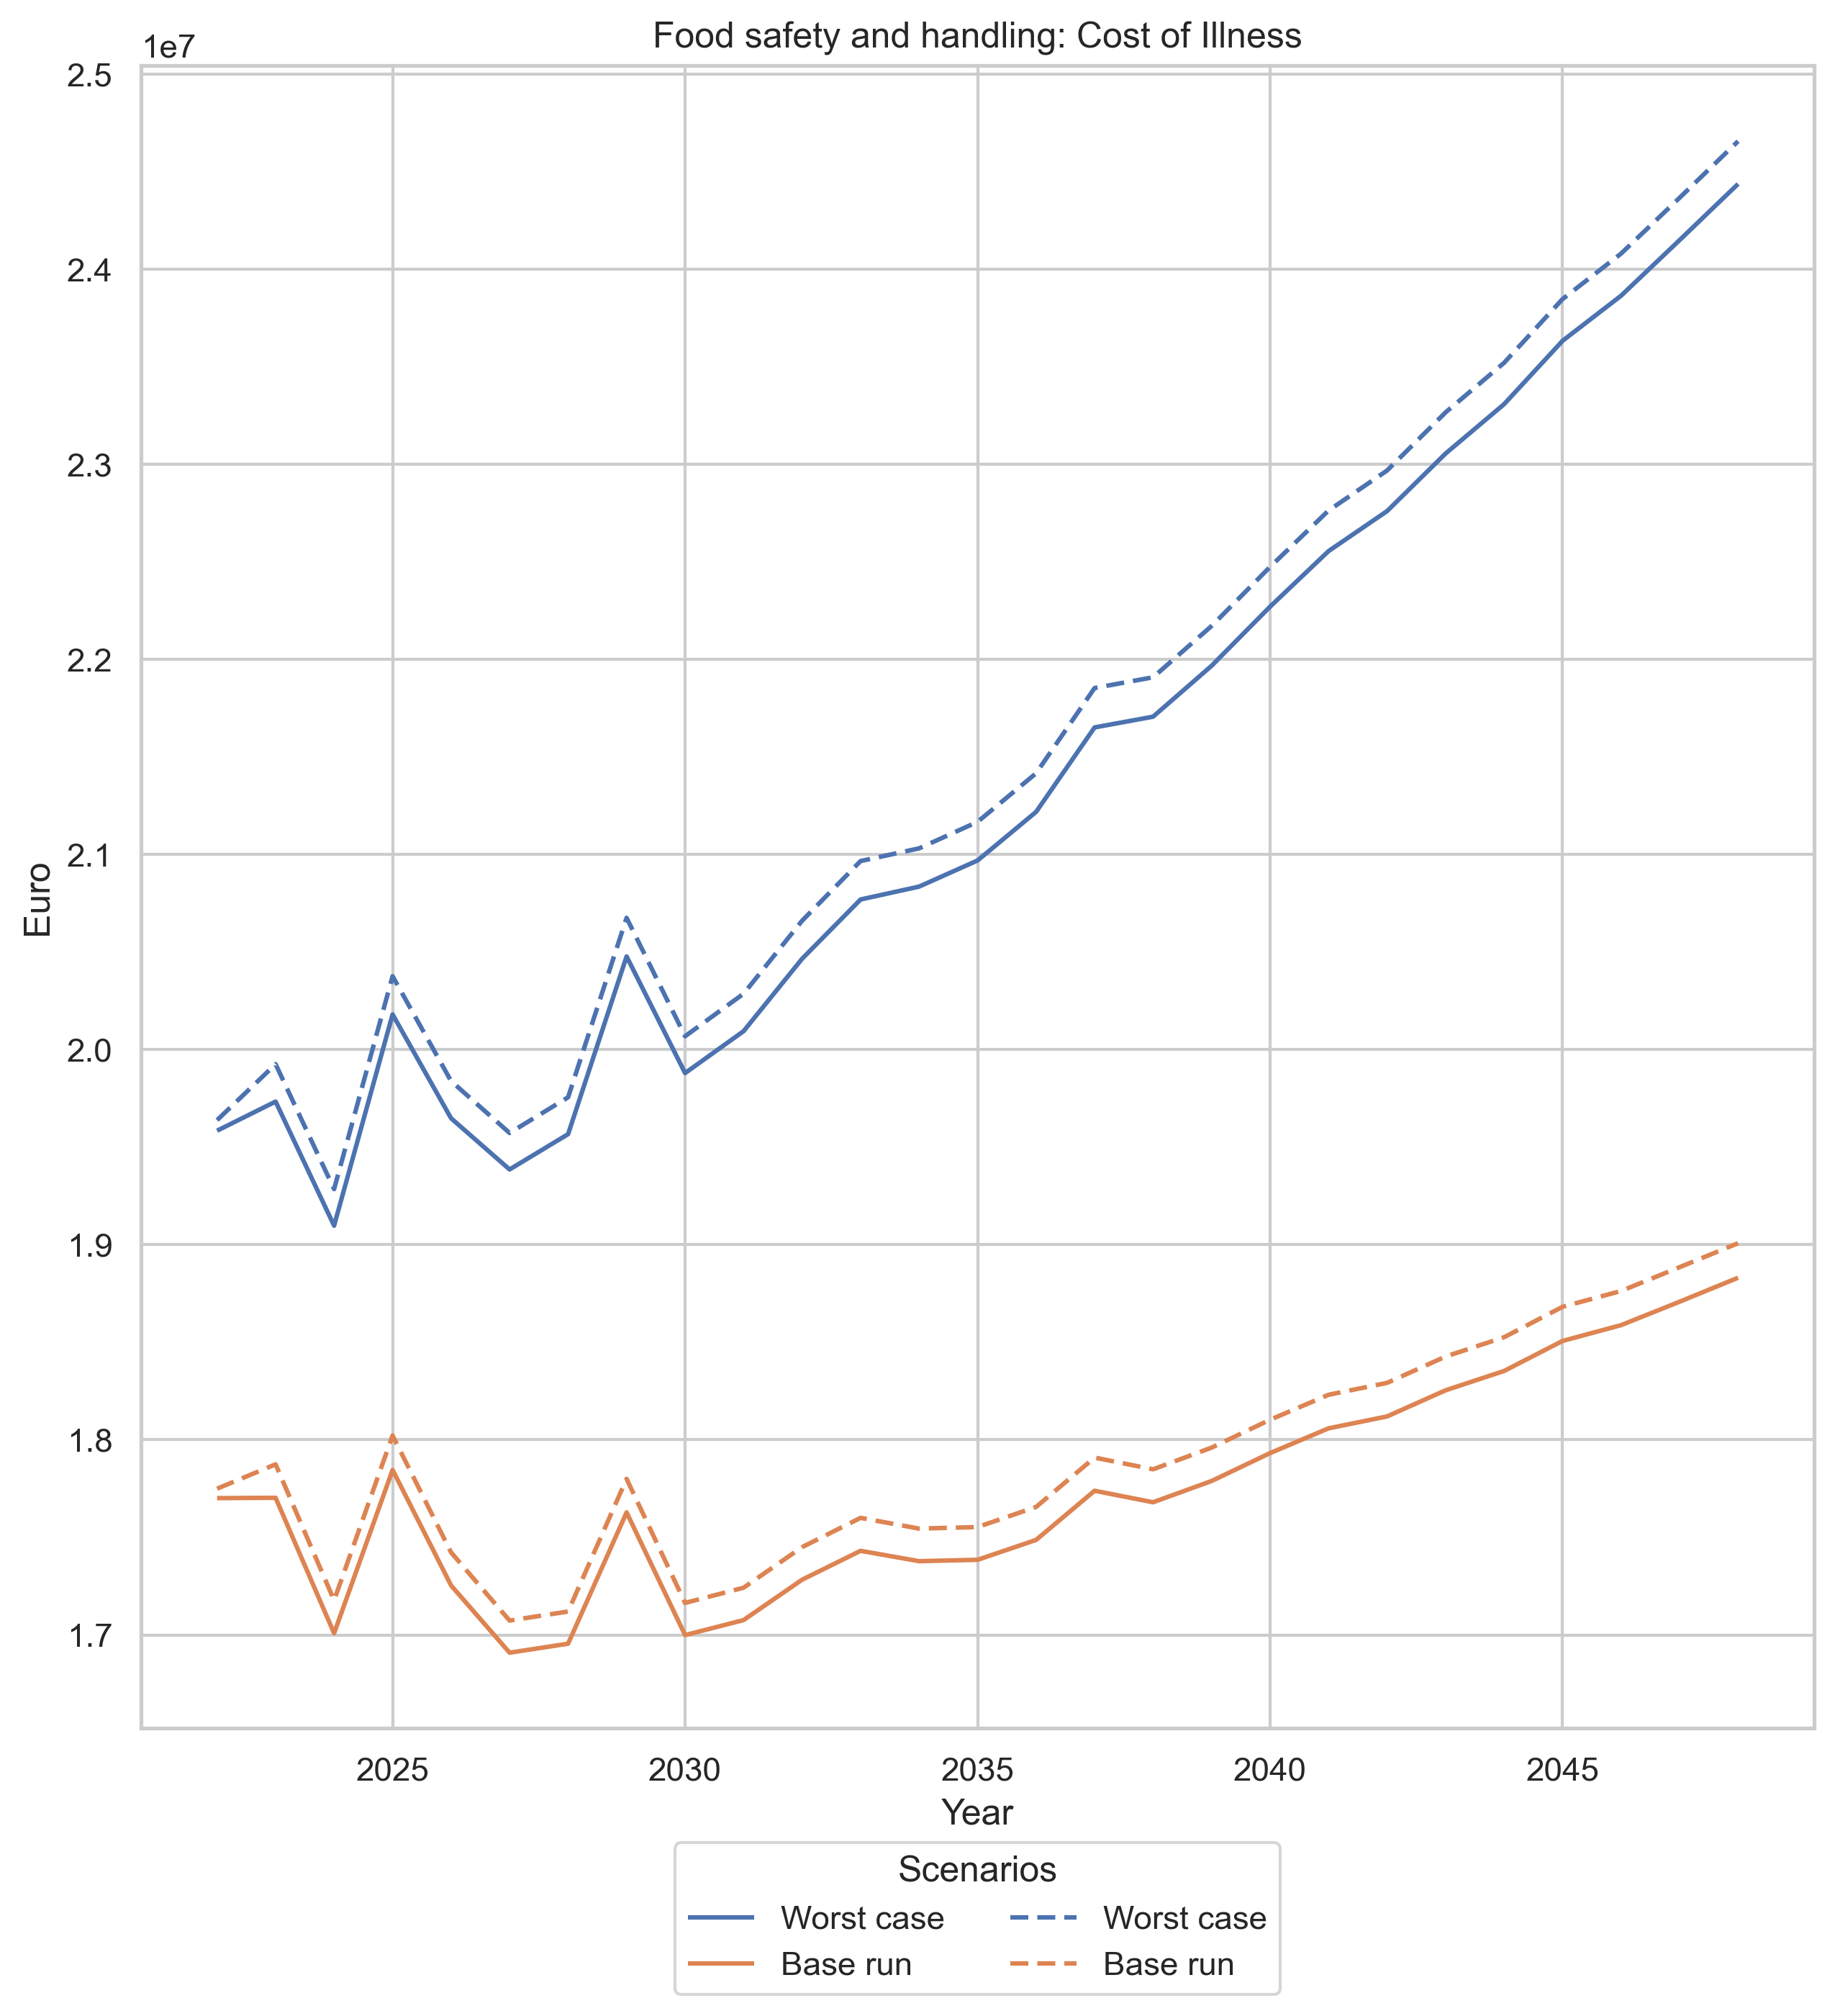 Food safety and handling: Cost of Illness
1e7
2.5
2.4
2.3
2.2
2.1
2.0
1.9
1.8
1.7
Euro
2025 2030 2035 2040 2045
Year
Scenarios
Worst case Worst case
Base run Base run